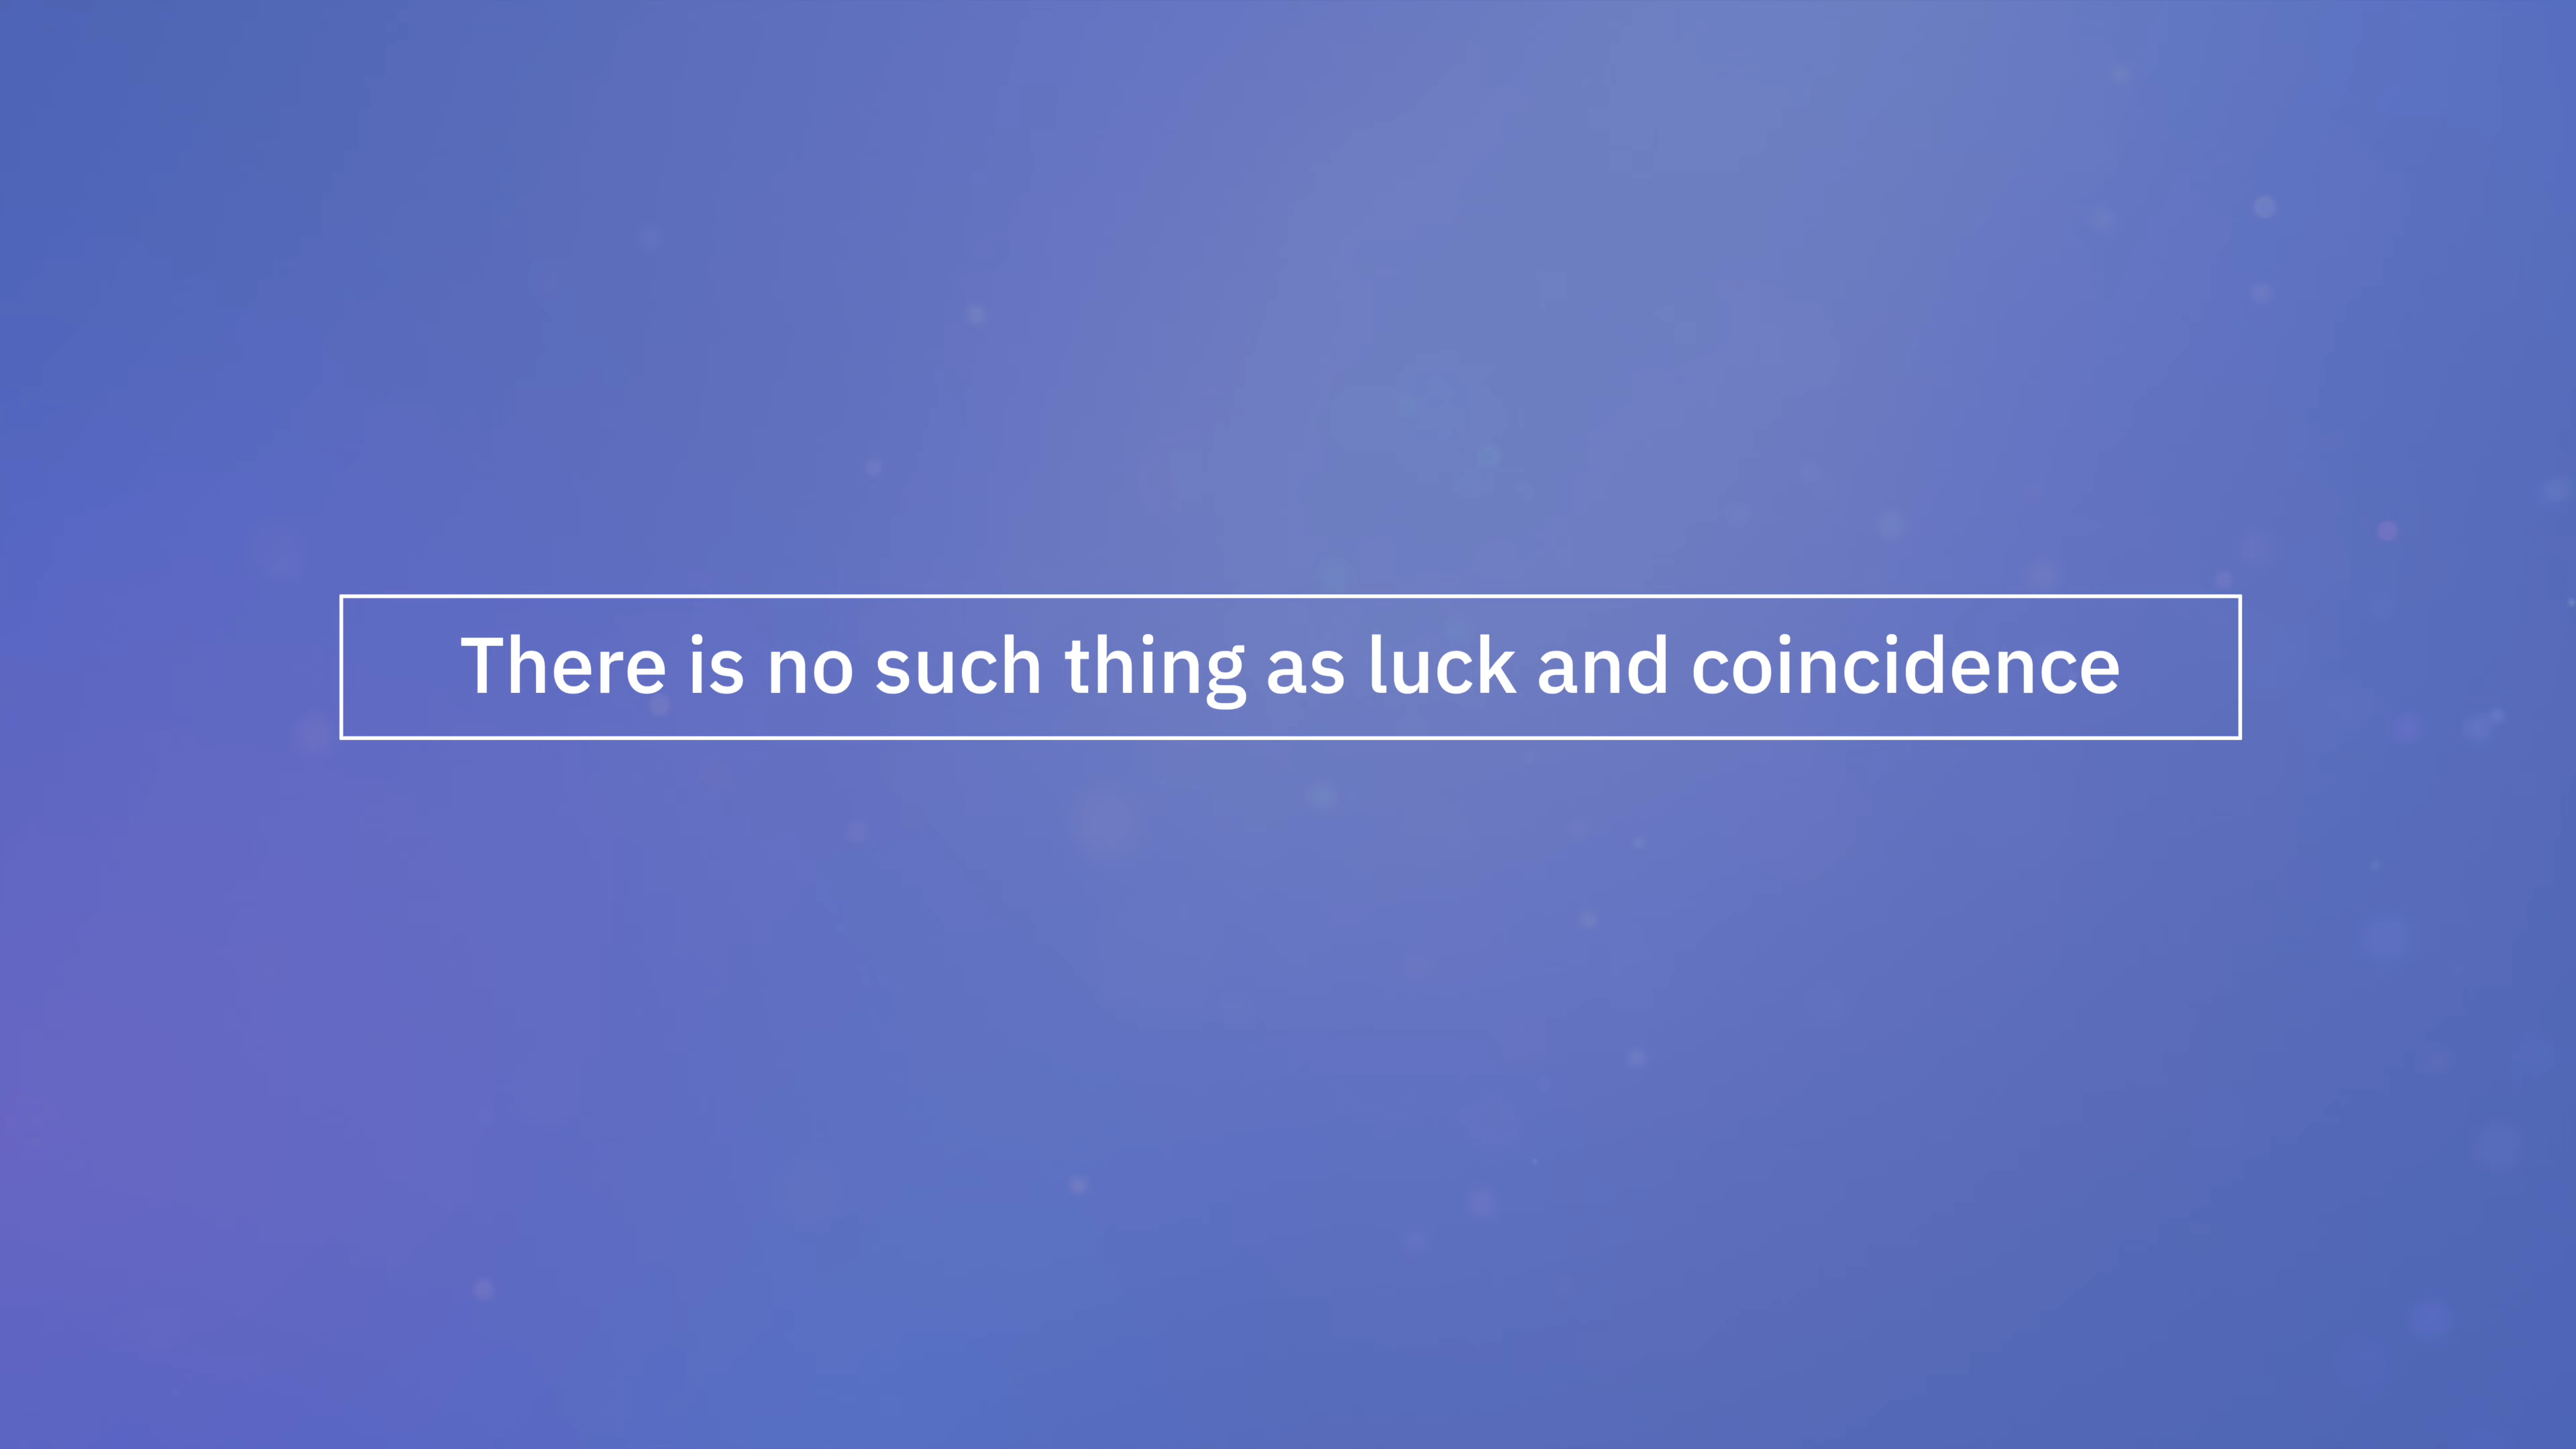 There is no such thing as luck and coincidence